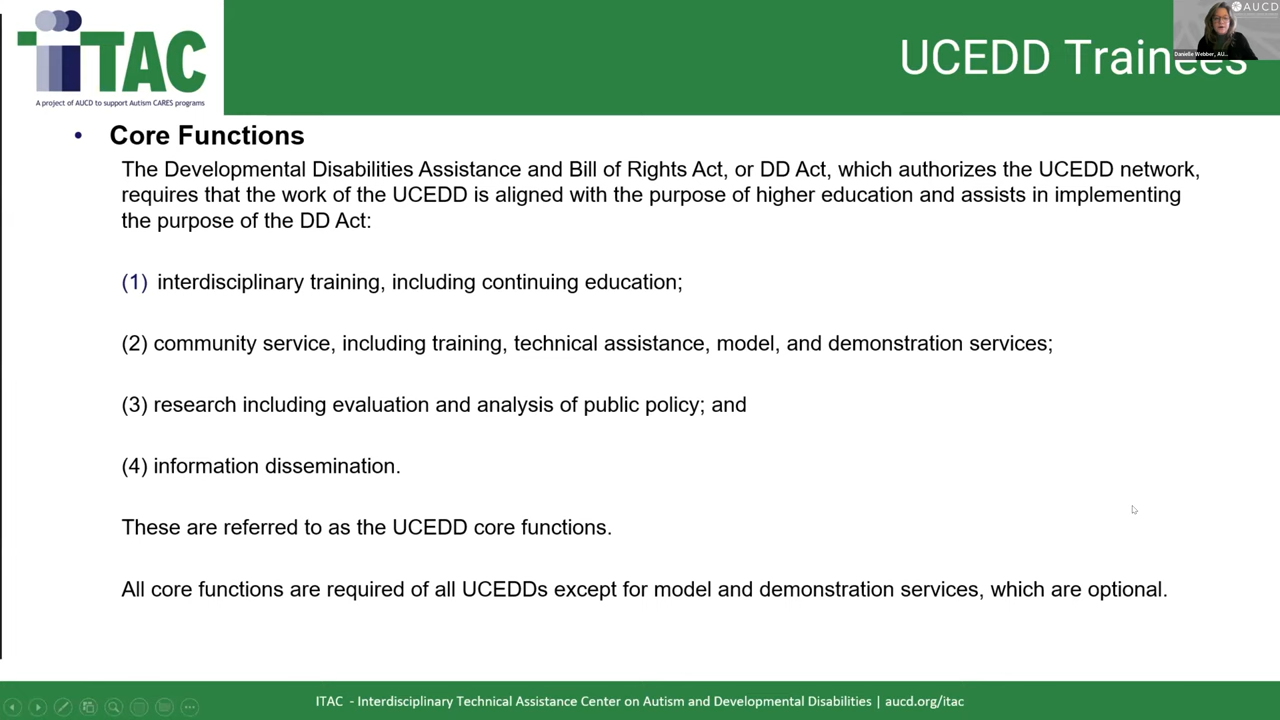 iTAC
A project of AUCD to support Autism CARES programs
UCEDD Trainees
AUCD
Danielle Webber, AU...
• Core Functions
The Developmental Disabilities Assistance and Bill of Rights Act, or DD Act, which authorizes the UCEDD network,
requires that the work of the UCEDD is aligned with the purpose of higher education and assists in implementing
the purpose of the DD Act:
(1) interdisciplinary training, including continuing education;
(2) community service, including training, technical assistance, model, and demonstration services;
(3) research including evaluation and analysis of public policy; and
(4) information dissemination.
These are referred to as the UCEDD core functions.
All core functions are required of all UCEDDs except for model and demonstration services, which are optional.
ITAC - Interdisciplinary Technical Assistance Center on Autism and Developmental Disabilities | aucd.org/itac